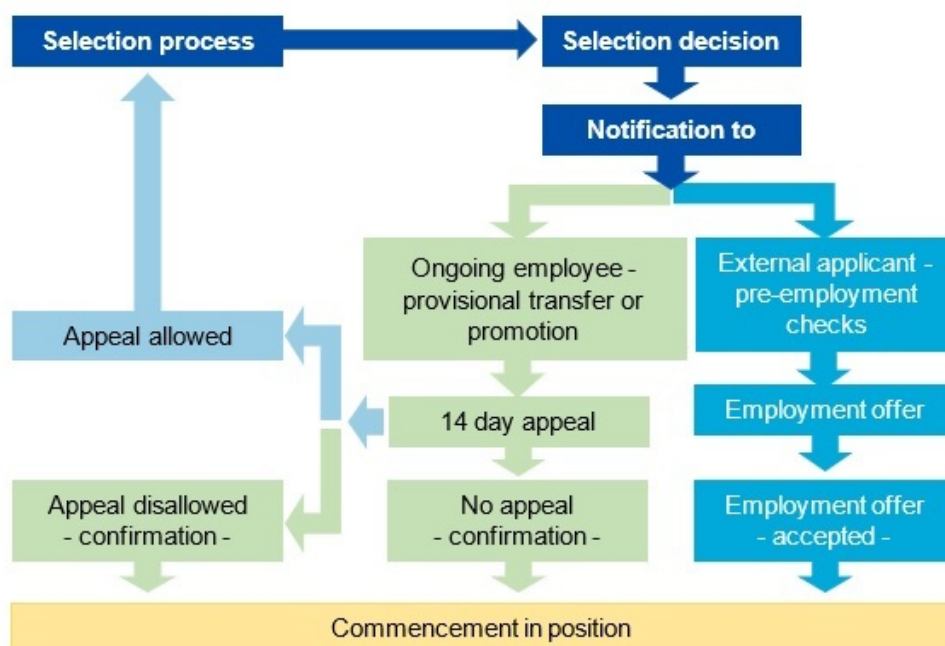 Selection process
Selection decision
Notification to
Ongoing employee -
provisional transfer or
promotion
External applicant -
pre-employment
checks
Appeal allowed
14 day appeal
Employment offer
Appeal disallowed
- confirmation -
No appeal
- confirmation -
Employment offer
- accepted -
Commencement in position